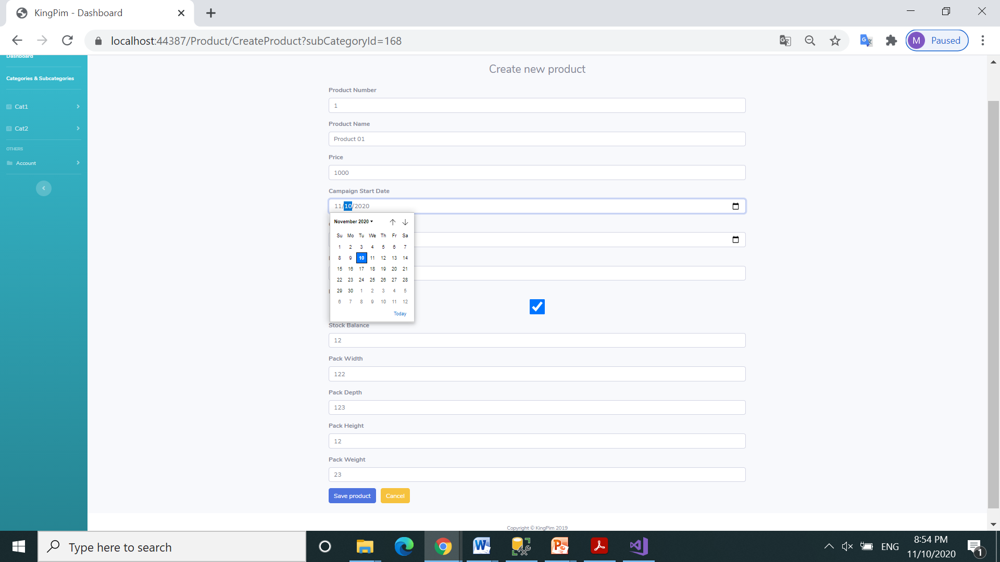 KingPim - Dashboard
localhost:44387/Product/CreateProduct?subCategoryId=168
M Paused
Dashboard
Categories & Subcategories
Cat1
Cat2
OTHERS
Account
Create new product
Product Number
1
Product Name
Product 01
Price
1000
Campaign Start Date
11/10/2020
November 2020
Su Mo Tu We Th Fr Sa
1 2 3 4 5 6 7
8 9 10 11 12 13 14
15 16 17 18 19 20 21
22 23 24 25 26 27 28
29 30 1 2 3 4 5
6 7 8 9 10 11 12
Today
Stock Balance
12
Pack Width
122
Pack Depth
123
Pack Height
12
Pack Weight
23
Save product Cancel
Copyright © KingPim 2019
Type here to search
ENG
8:54 PM
11/10/2020
1